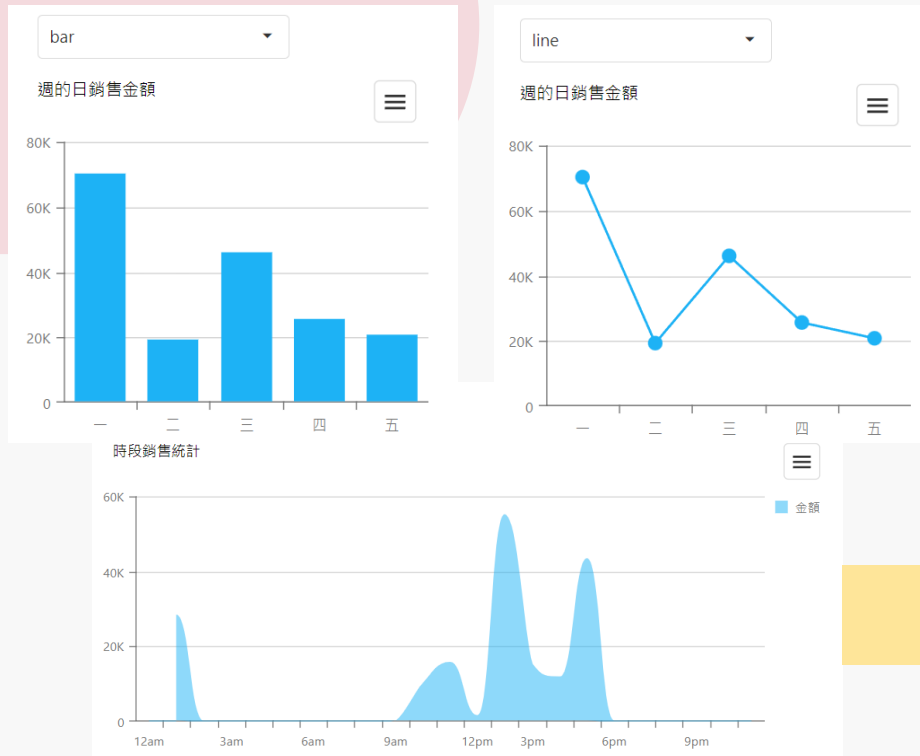 bar
週的日銷售金額
80K
60K
40K
20K
0
一 二 三 四 五
line
週的日銷售金額
80K
60K
40K
20K
0
一 二 三 四 五
時段銷售統計
金額
60K
40K
20K
0
12am 3am 6am 9am 12pm 3pm 6pm 9pm